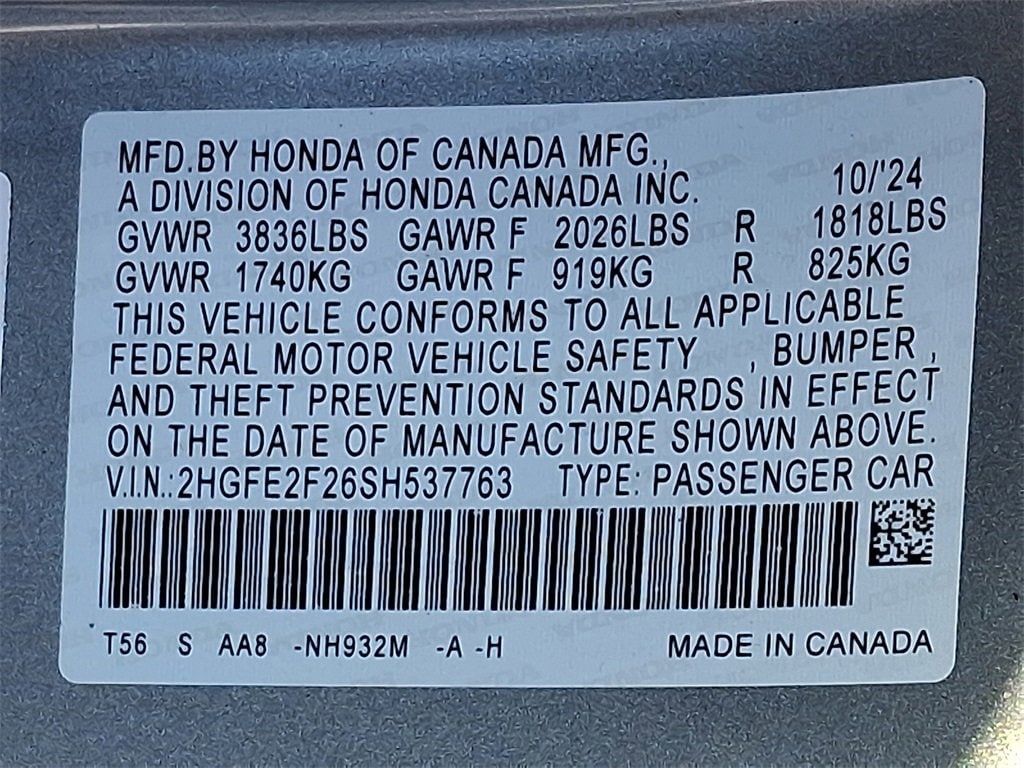 MFD.BY HONDA OF CANADA MFG.,
A DIVISION OF HONDA CANADA INC. 10/'24
GVWR 3836LBS GAWR F 2026LBS R 1818LBS
GVWR 1740KG GAWR F 919KG R 825KG
THIS VEHICLE CONFORMS TO ALL APPLICABLE
FEDERAL MOTOR VEHICLE SAFETY , BUMPER ,
AND THEFT PREVENTION STANDARDS IN EFFECT
ON THE DATE OF MANUFACTURE SHOWN ABOVE.
V.I.N.:2HGFE2F26SH537763 TYPE: PASSENGER CAR
T56 S AA8 -NH932M -A -H MADE IN CANADA